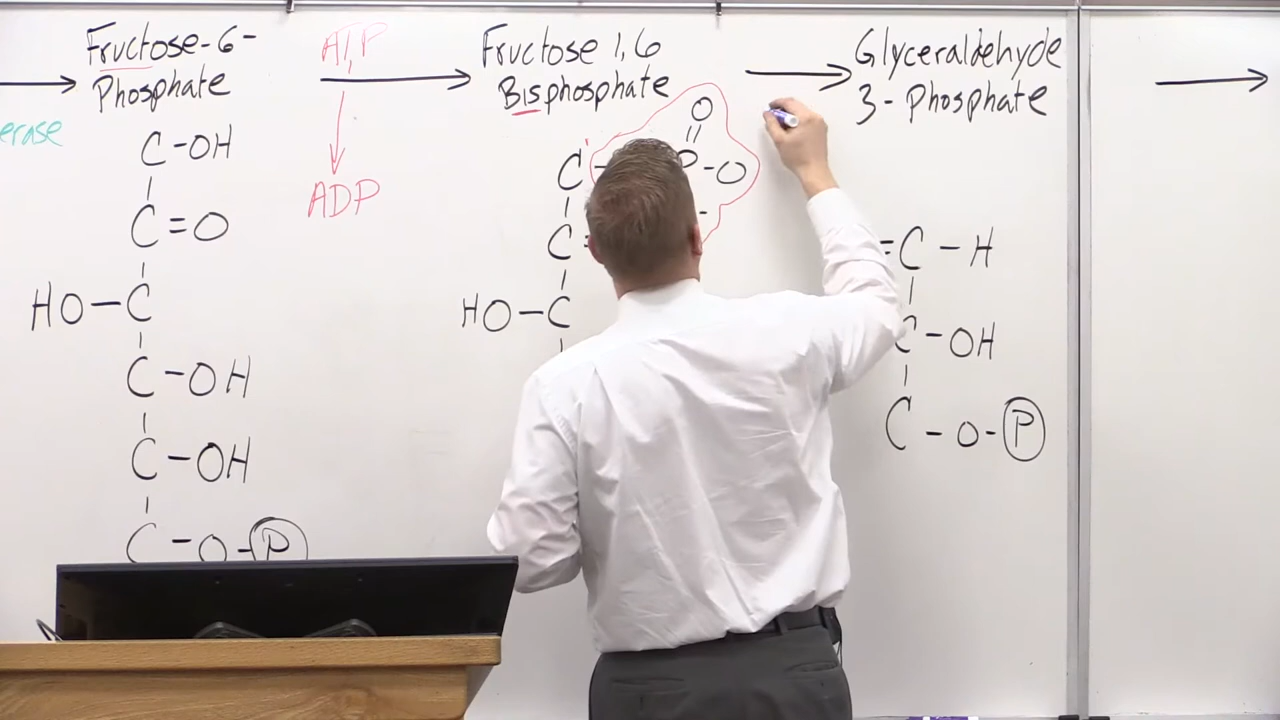 Fructose-6-
Phosphate
erase
C-OH
C=O
HO-C
C-OH
C-OH
C-O-P
ATP
ADP
Fructose 1,6
Bisphosphate
O
C P-O
C
HO-C
Glyceraldehyde
3-Phosphate
=C-H
C-OH
C-O-P